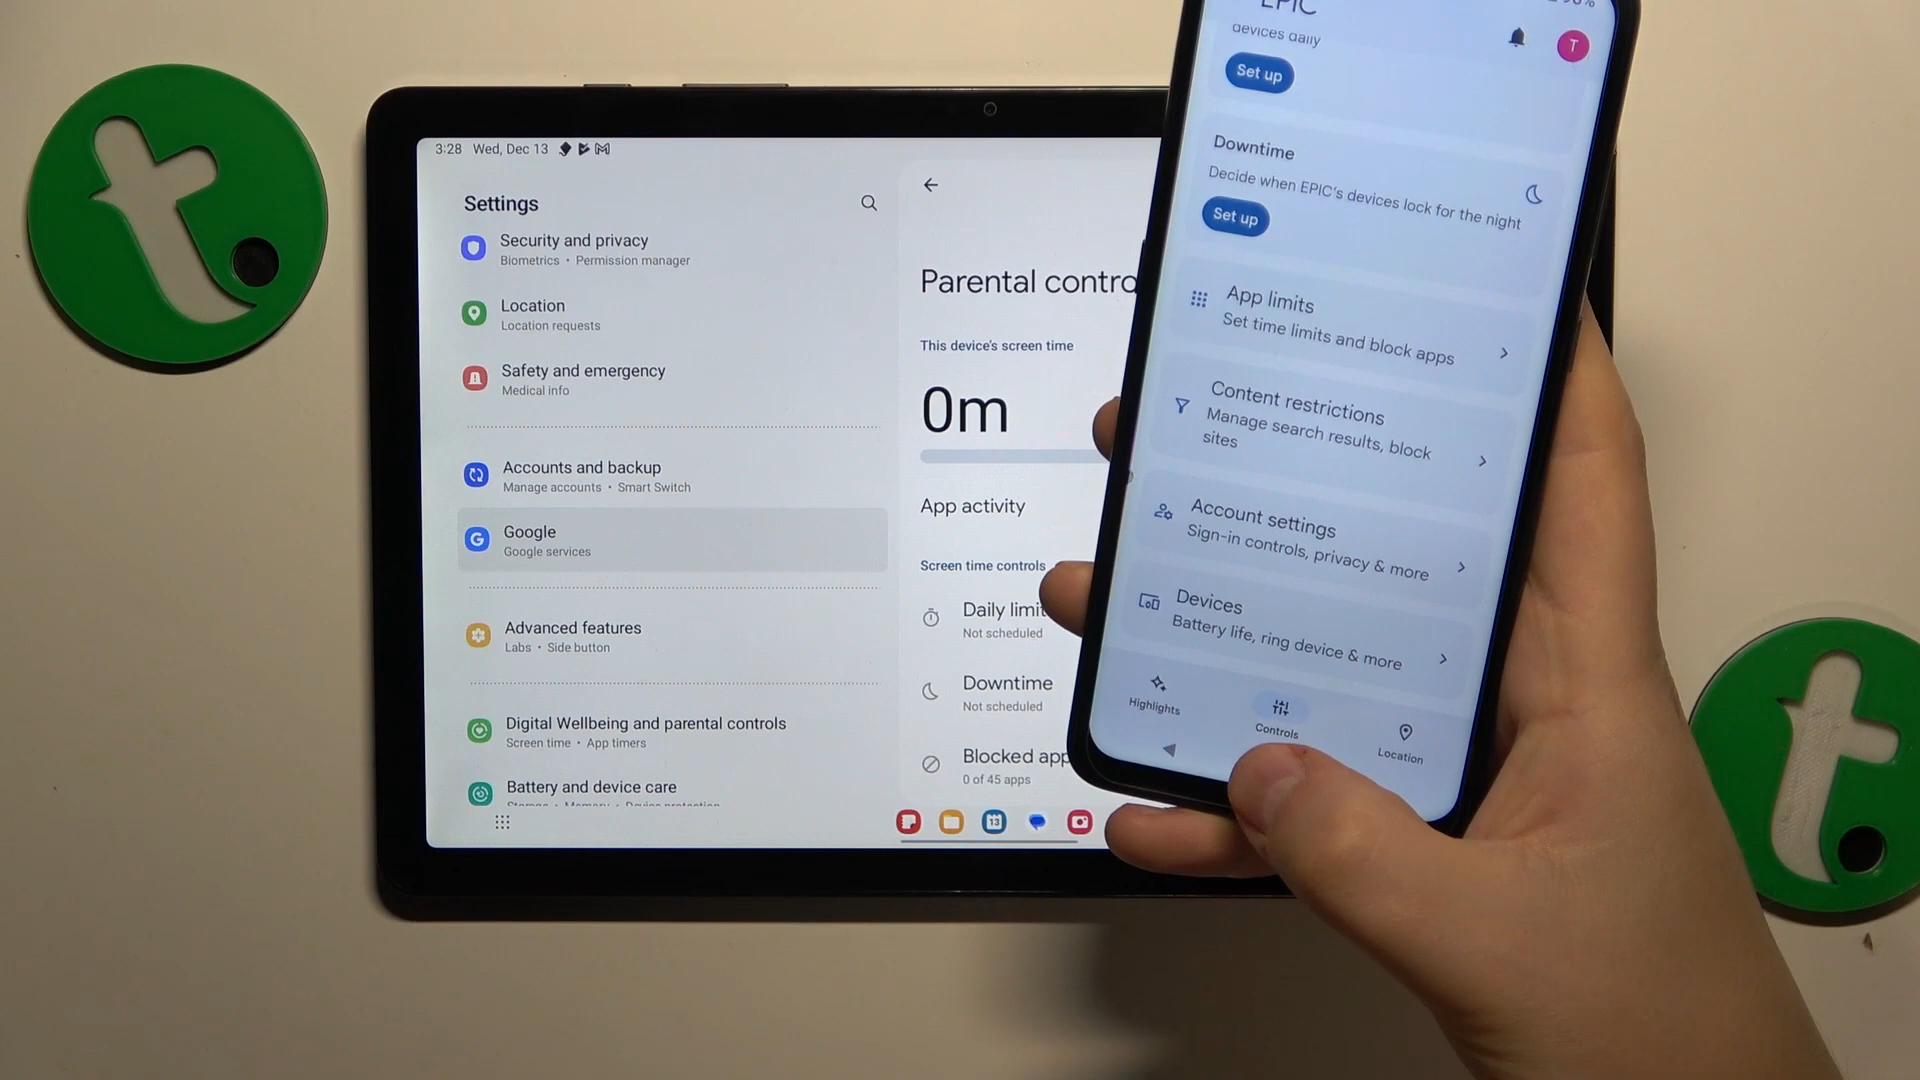 3:28 Wed, Dec 13
Settings
Security and privacy
Biometrics • Permission manager
Location
Location requests
Safety and emergency
Medical info
Accounts and backup
Manage accounts • Smart Switch
Google
Google services
Advanced features
Labs • Side button
Digital Wellbeing and parental controls
Screen time • App timers
Battery and device care
Parental contro
This device's screen time
0m
App activity
Screen time controls
Daily limit
Not scheduled
Downtime
Not scheduled
Blocked app
0 of 45 apps
13
EPIC
T
devices daily
Set up
Downtime
Decide when EPIC's devices lock for the night
Set up
App limits
Set time limits and block apps
Content restrictions
Manage search results, block
sites
Account settings
Sign-in controls, privacy & more
Devices
Battery life, ring device & more
Highlights
Controls
Location